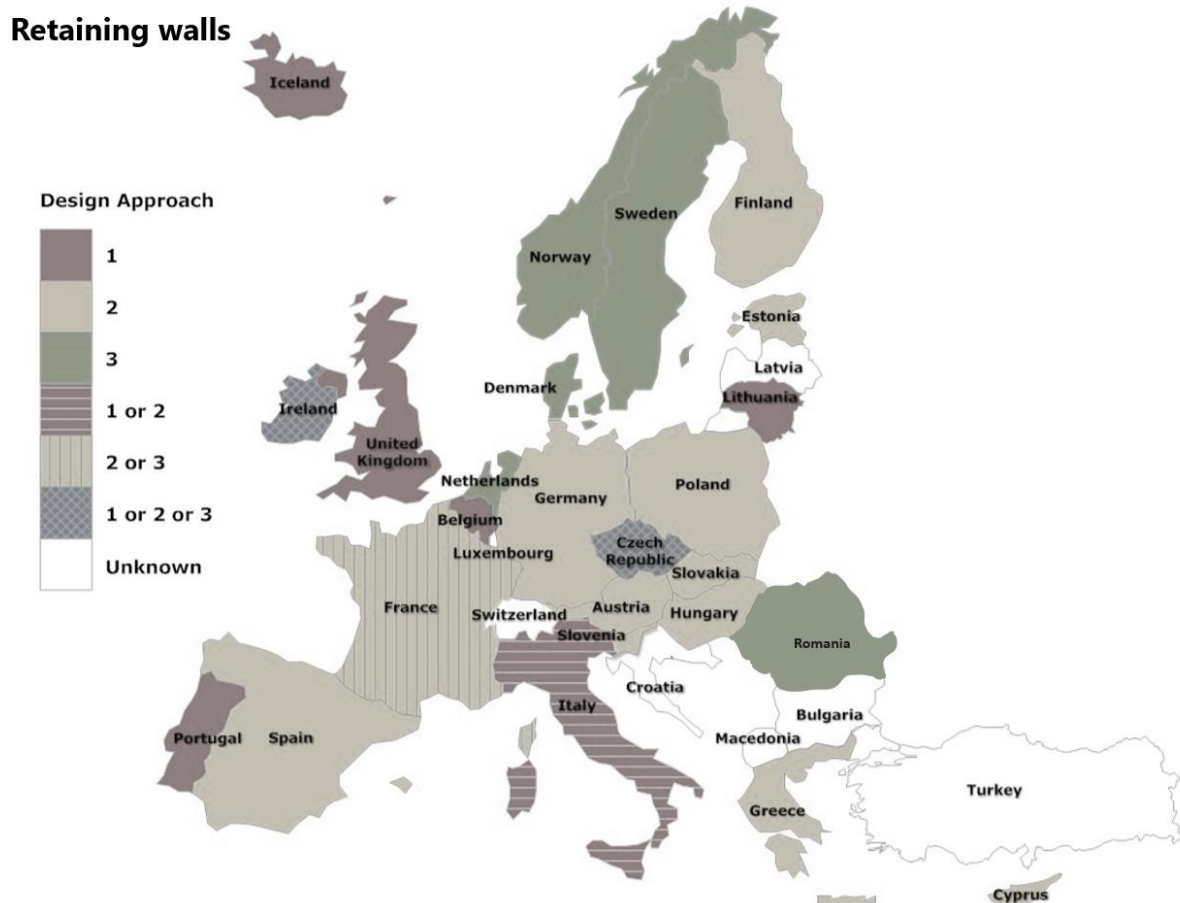 Retaining walls
Iceland
Design Approach
1
2
3
1 or 2
2 or 3
1 or 2 or 3
Unknown
Finland
Sweden
Norway
Estonia
Latvia
Denmark
Lithuania
Ireland
United
Kingdom
Netherlands
Germany
Poland
Belgium
Czech
Republic
Luxembourg
Slovakia
France
Switzerland
Austria
Hungary
Slovenia
Romania
Croatia
Italy
Bulgaria
Portugal
Spain
Macedonia
Turkey
Greece
Cyprus